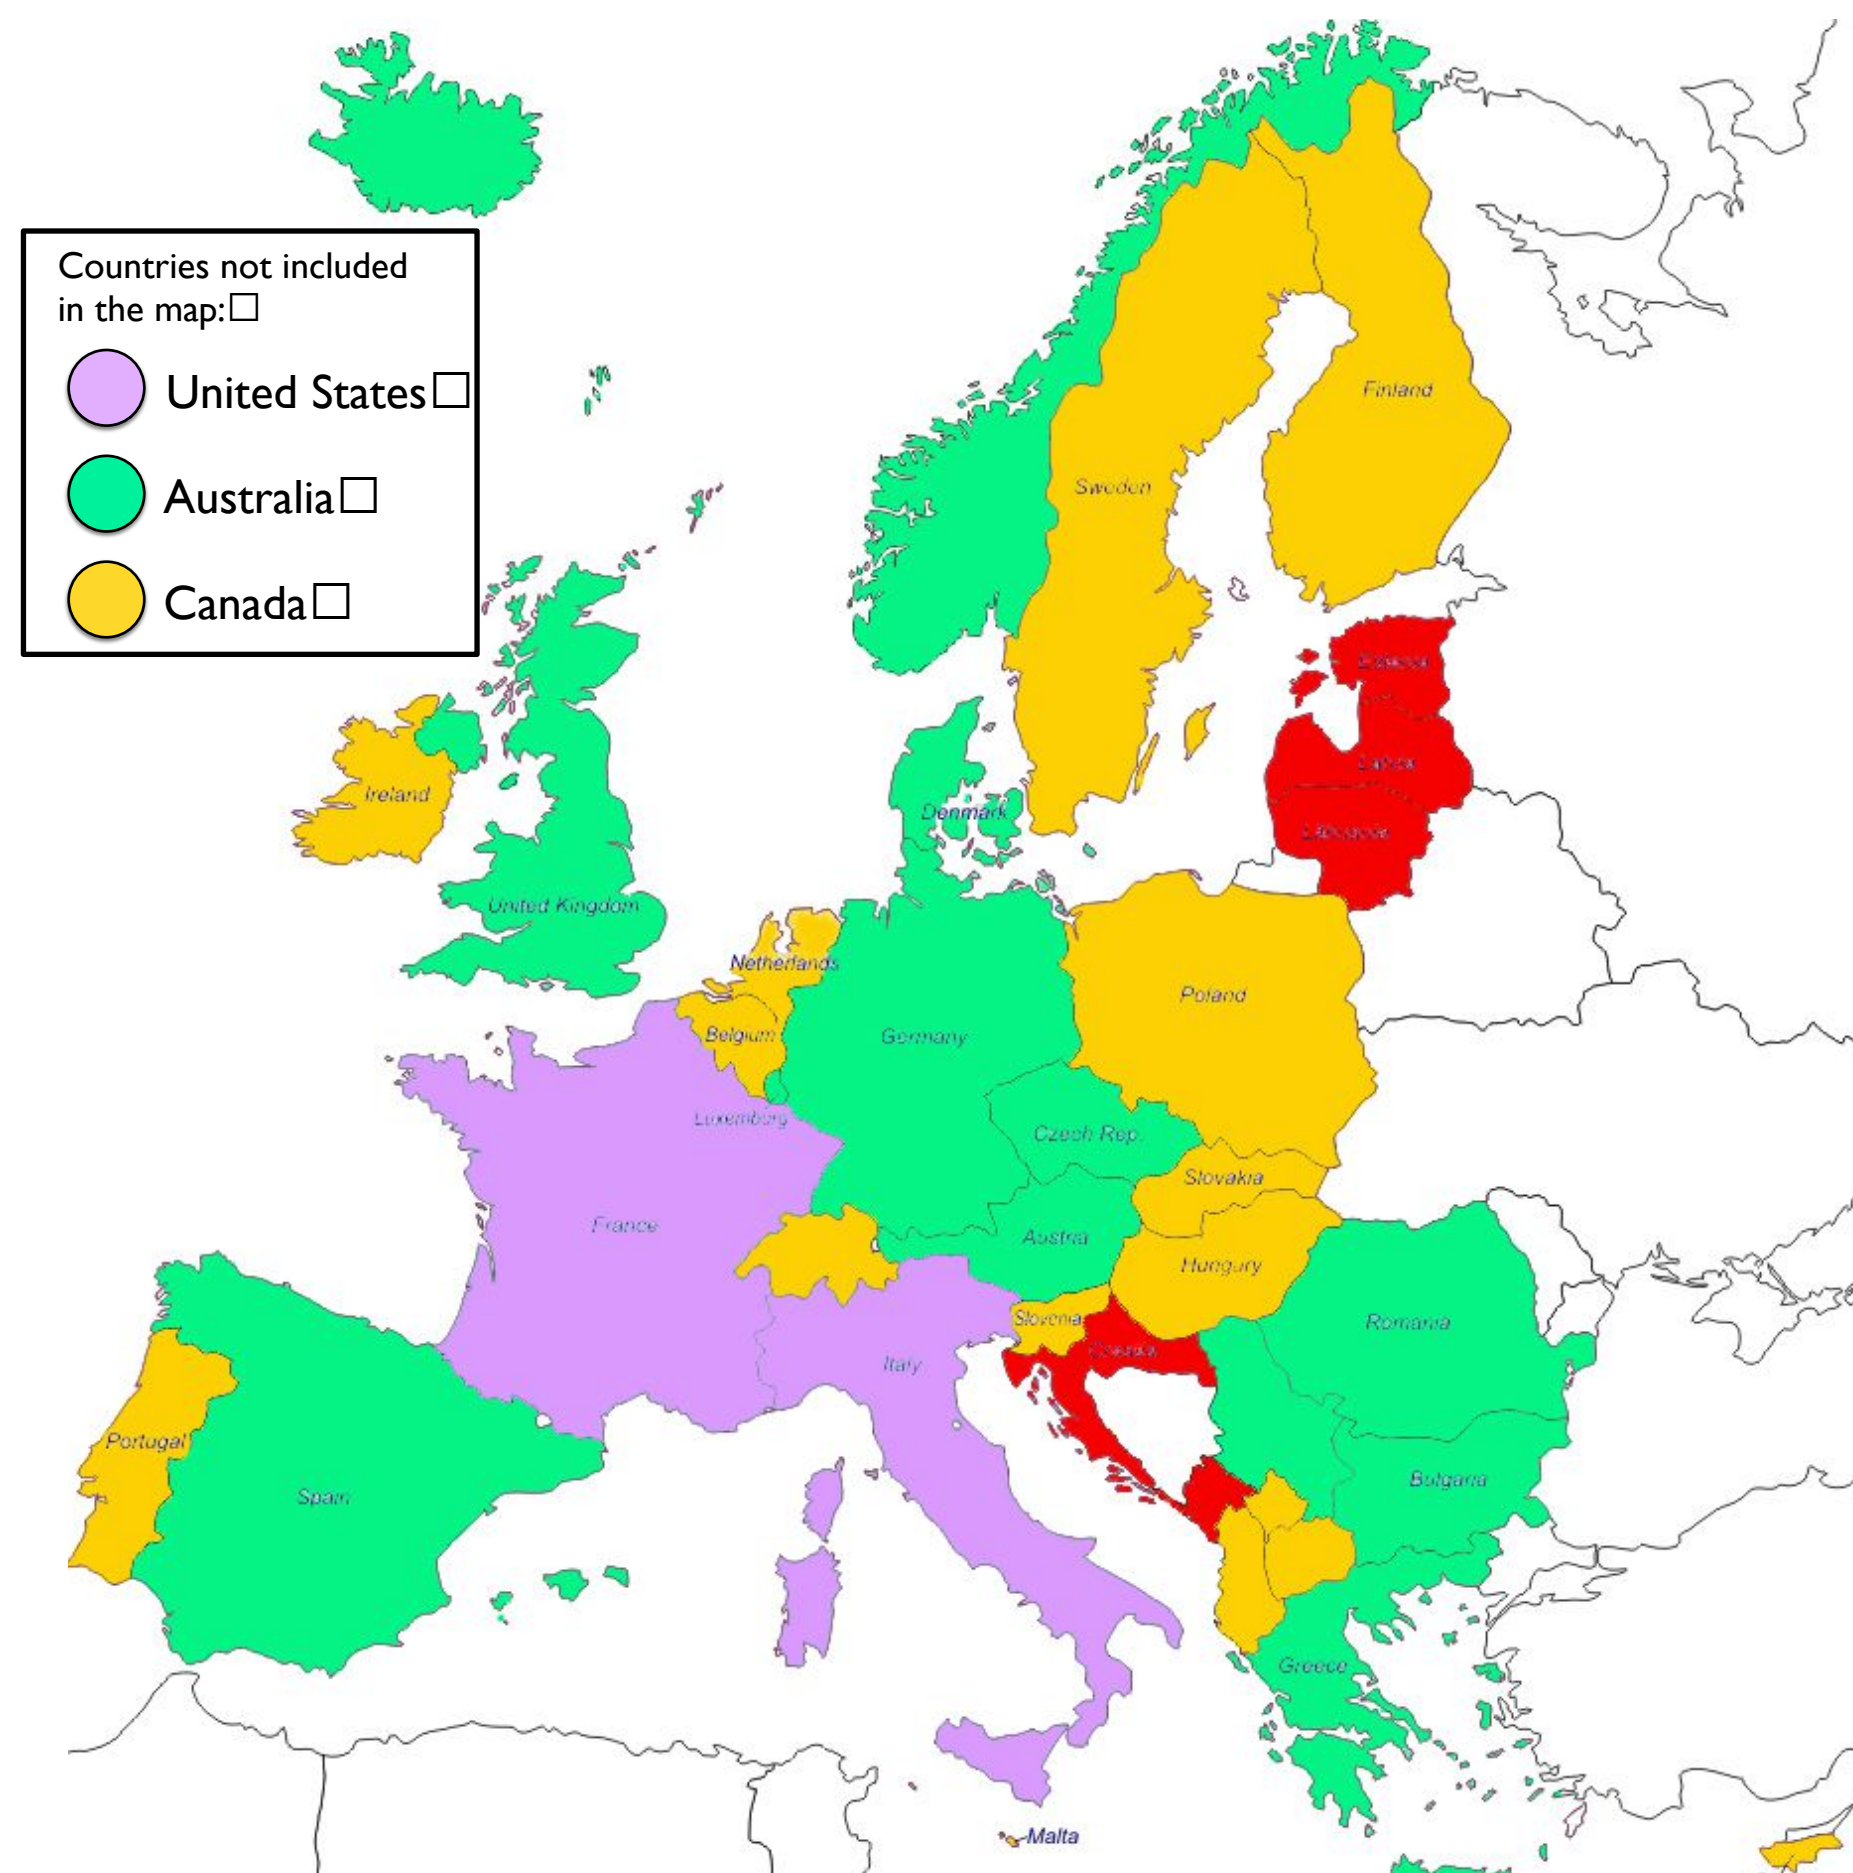 Countries not included
in the map:☐
United States☐
Australia☐
Canada☐
Finland
Sweden
Ireland
Denmark
United Kingdom
Netherlands
Poland
Belgium
Germany
Luxemburg
Czech Rep.
Slovakia
France
Austria
Hungury
Slovenia
Romania
Italy
Portugal
Bulgaria
Spain
Greece
Malta